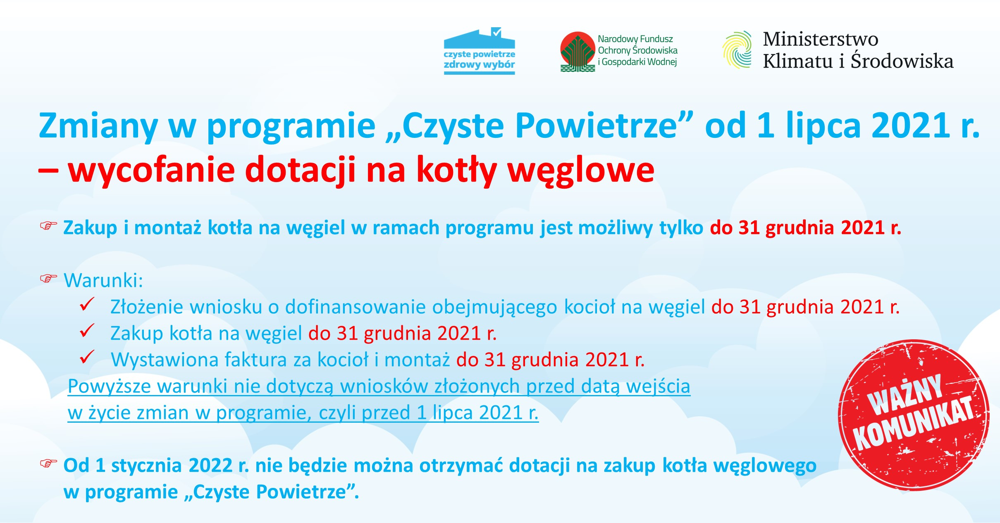 czyste powietrze
zdrowy wybór
Narodowy Fundusz
Ochrony Środowiska
i Gospodarki Wodnej
Ministerstwo
Klimatu i Środowiska
Zmiany w programie „Czyste Powietrze” od 1 lipca 2021 r.
– wycofanie dotacji na kotły węglowe
Zakup i montaż kotła na węgiel w ramach programu jest możliwy tylko do 31 grudnia 2021 r.
Warunki:
Złożenie wniosku o dofinansowanie obejmującego kocioł na węgiel do 31 grudnia 2021 r.
Zakup kotła na węgiel do 31 grudnia 2021 r.
Wystawiona faktura za kocioł i montaż do 31 grudnia 2021 r.
Powyższe warunki nie dotyczą wniosków złożonych przed datą wejścia
w życie zmian w programie, czyli przed 1 lipca 2021 r.
WAŻNY
KOMUNIKAT
Od 1 stycznia 2022 r. nie będzie można otrzymać dotacji na zakup kotła węglowego
w programie „Czyste Powietrze”.